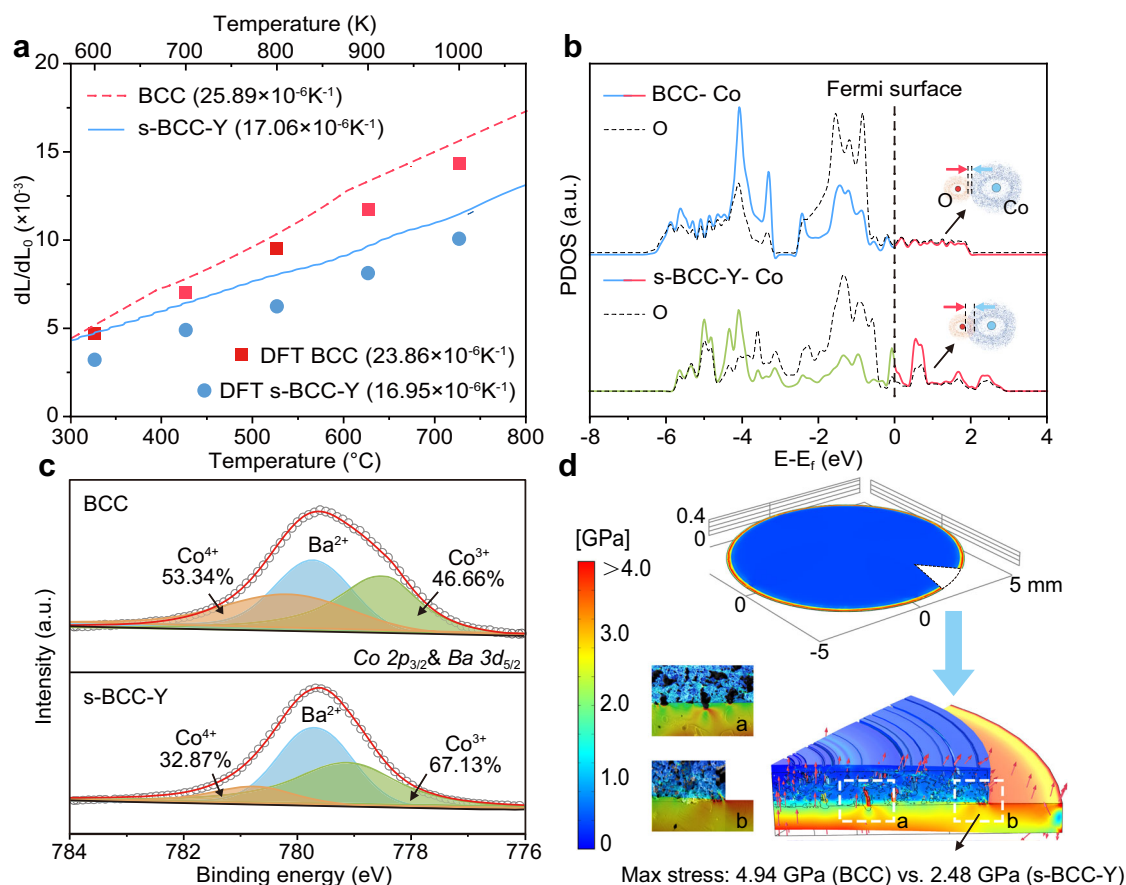 a
Temperature (K)
600 700 800 900 1000
20
15
10
5
0
dL/dL₀ (×10⁻³)
BCC (25.89×10⁻⁶K⁻¹)
s-BCC-Y (17.06×10⁻⁶K⁻¹)
DFT BCC (23.86×10⁻⁶K⁻¹)
DFT s-BCC-Y (16.95×10⁻⁶K⁻¹)
300 400 500 600 700 800
Temperature (°C)
b
PDOS (a.u.)
BCC- Co
O
Fermi surface
O
Co
s-BCC-Y- Co
O
-8 -6 -4 -2 0 2 4
E-E_f (eV)
c
Intensity (a.u.)
BCC
Co⁴⁺
53.34%
Ba²⁺
Co³⁺
46.66%
Co 2p₃/₂& Ba 3d₅/₂
s-BCC-Y
Co⁴⁺
32.87%
Ba²⁺
Co³⁺
67.13%
784 782 780 778 776
Binding energy (eV)
d
[GPa]
>4.0
3.0
2.0
1.0
0
0.4
0
5 mm
0
0
-5
a
b
a
b
Max stress: 4.94 GPa (BCC) vs. 2.48 GPa (s-BCC-Y)